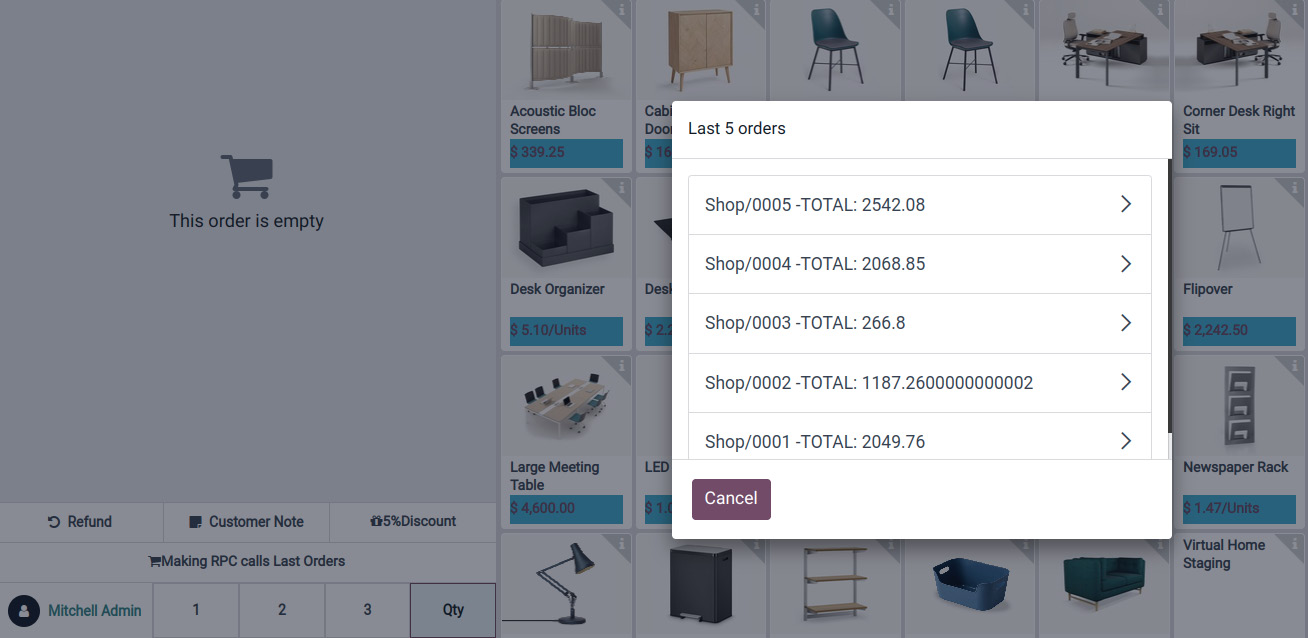 Acoustic Bloc
Screens
$ 339.25
Cabi
Doo
$ 16
Corner Desk Right
Sit
$ 169.05
This order is empty
Last 5 orders
Shop/0005 -TOTAL: 2542.08
Shop/0004 -TOTAL: 2068.85
Shop/0003 -TOTAL: 266.8
Shop/0002 -TOTAL: 1187.2600000000002
Shop/0001 -TOTAL: 2049.76
Cancel
Desk Organizer
$ 5.10/Units
Desk
$ 2.2
Flipover
$ 2,242.50
Large Meeting
Table
$ 4,600.00
LED
$ 1.0
Newspaper Rack
$ 1.47/Units
Virtual Home
Staging
Refund
Customer Note
5%Discount
Making RPC calls Last Orders
Mitchell Admin
1
2
3
Qty